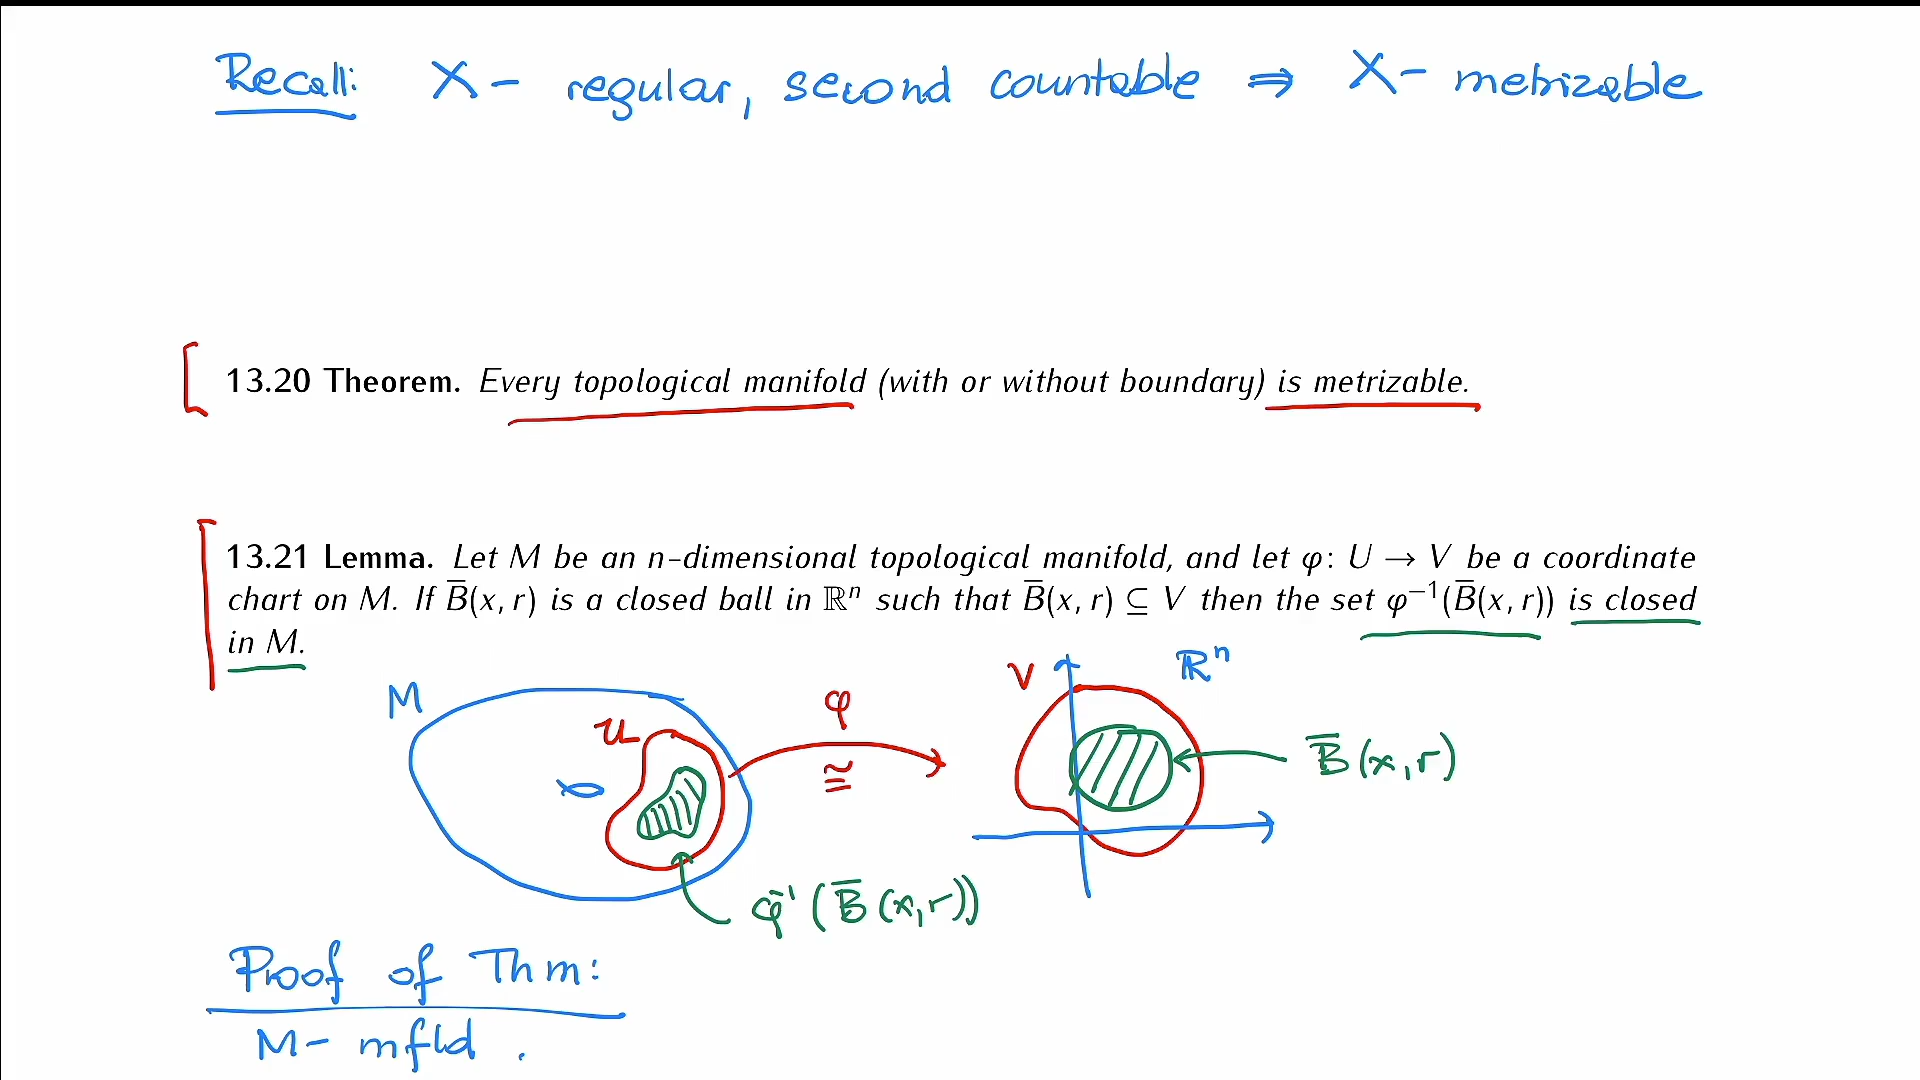 Recall: X - regular, second countable ⇒ X - metrizable
13.20 Theorem. Every topological manifold (with or without boundary) is metrizable.
13.21 Lemma. Let M be an n-dimensional topological manifold, and let φ: U → V be a coordinate
chart on M. If B̅(x, r) is a closed ball in ℝⁿ such that B̅(x, r) ⊆ V then the set φ⁻¹(B̅(x, r)) is closed
in M.
M
U
φ
≅
V
ℝⁿ
B̅(x,r)
φ⁻¹(B̅(x,r))
Proof of Thm:
M - mfld.